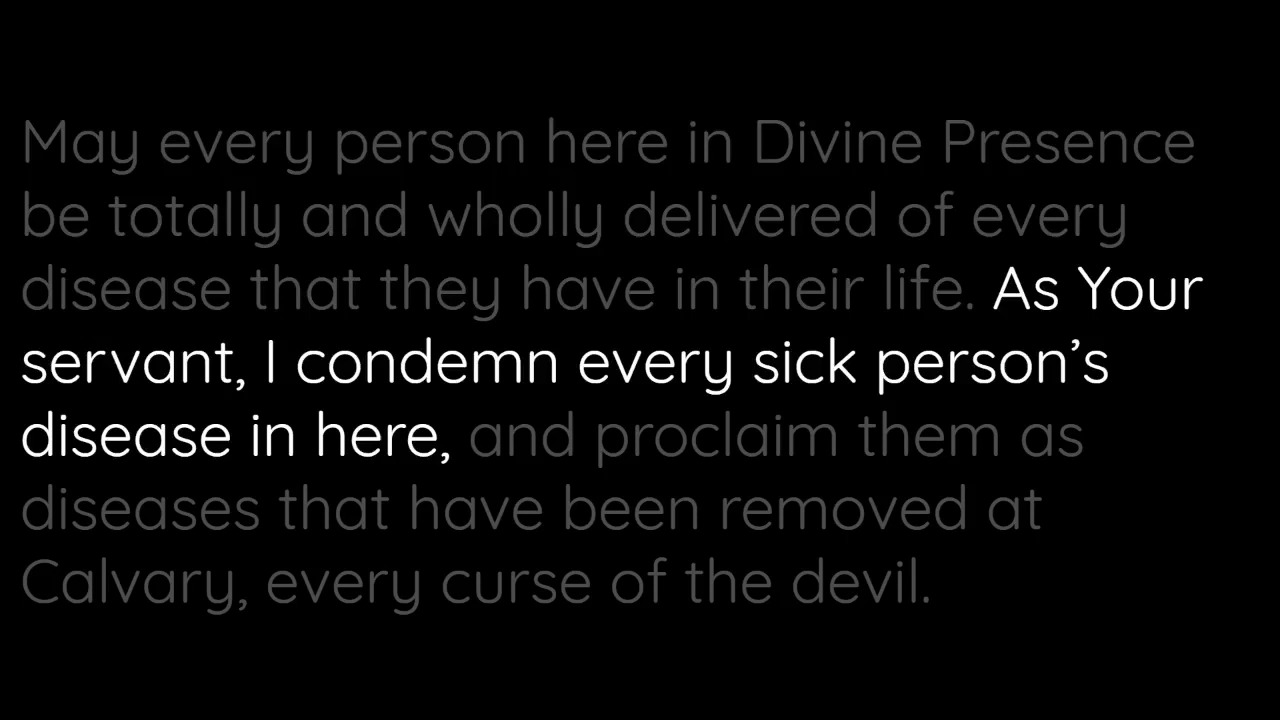 May every person here in Divine Presence
be totally and wholly delivered of every
disease that they have in their life. As Your
servant, I condemn every sick person’s
disease in here, and proclaim them as
diseases that have been removed at
Calvary, every curse of the devil.